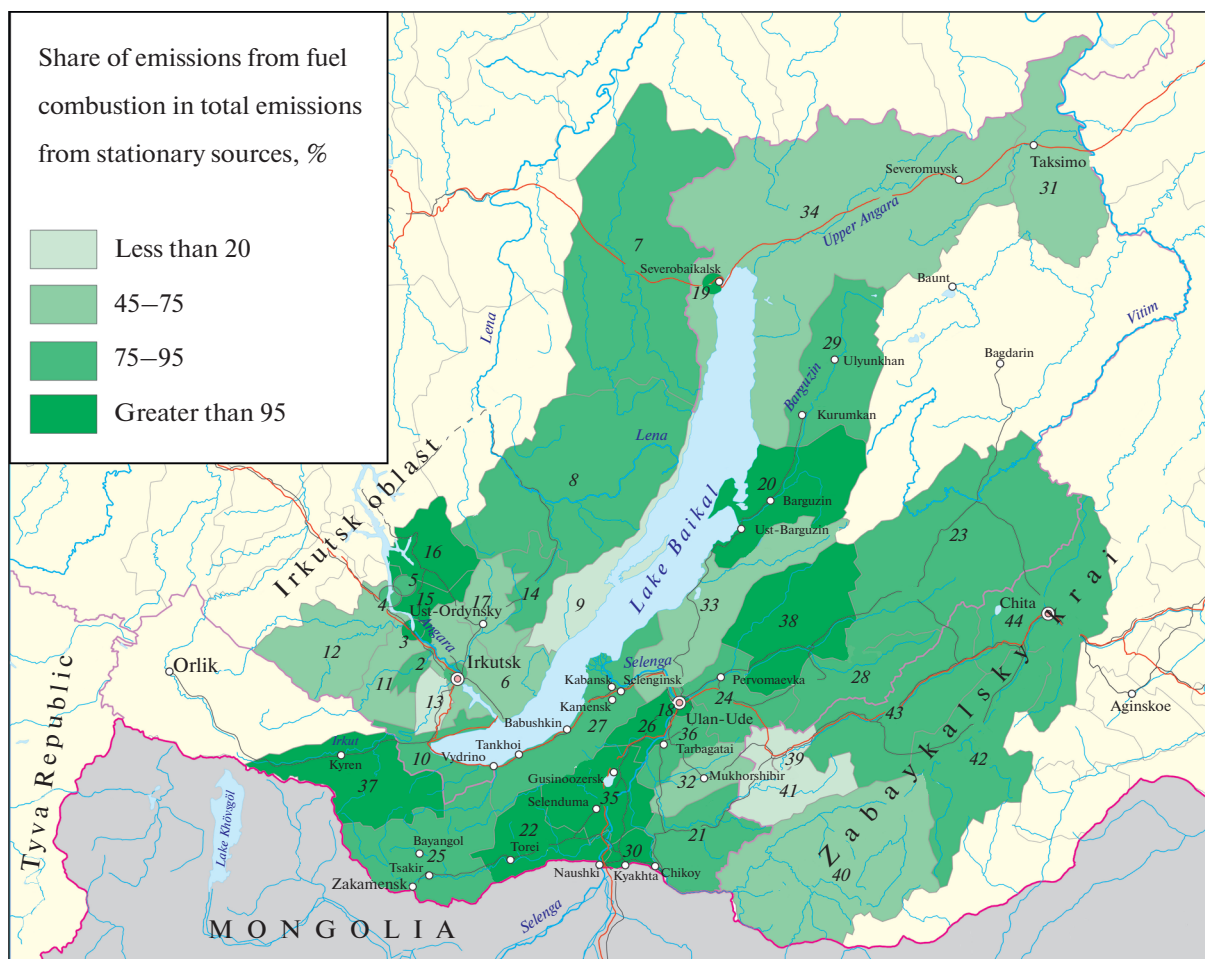 Share of emissions from fuel
combustion in total emissions
from stationary sources, %
Less than 20
45–75
75–95
Greater than 95
Taksimo
Severomuysk
31
34
Upper Angara
7
Severobaikalsk
19
Baunt
Vitim
Lena
29
Ulyunkhan
Bagdarin
Barguzin
Kurumkan
Lena
8
Irkutsk oblast
20
Barguzin
Lake Baikal
Ust-Barguzin
23
16
5
15
14
4
17
9
33
Ust-Ordynsky
Chita
44
38
3
Angara
12
2
Irkutsk
Selenga
Orlik
11
13
6
Kabansk
Selenginsk
Pervomaevka
28
Kamensk
18
24
Aginskoe
Ulan-Ude
43
Babushkin
27
26
36
Irkut
Tankhoi
Tarbagatai
39
42
Kyren
10
Vydrino
37
Gusinoozersk
32
Mukhorshibir
41
Selenduma
35
Zabaykalsky krai
Tyva Republic
Lake Khövsgöl
22
21
Bayangol
25
Torei
30
Tsakir
Naushki
Kyakhta
Chikoy
40
Zakamensk
MONGOLIA
Selenga